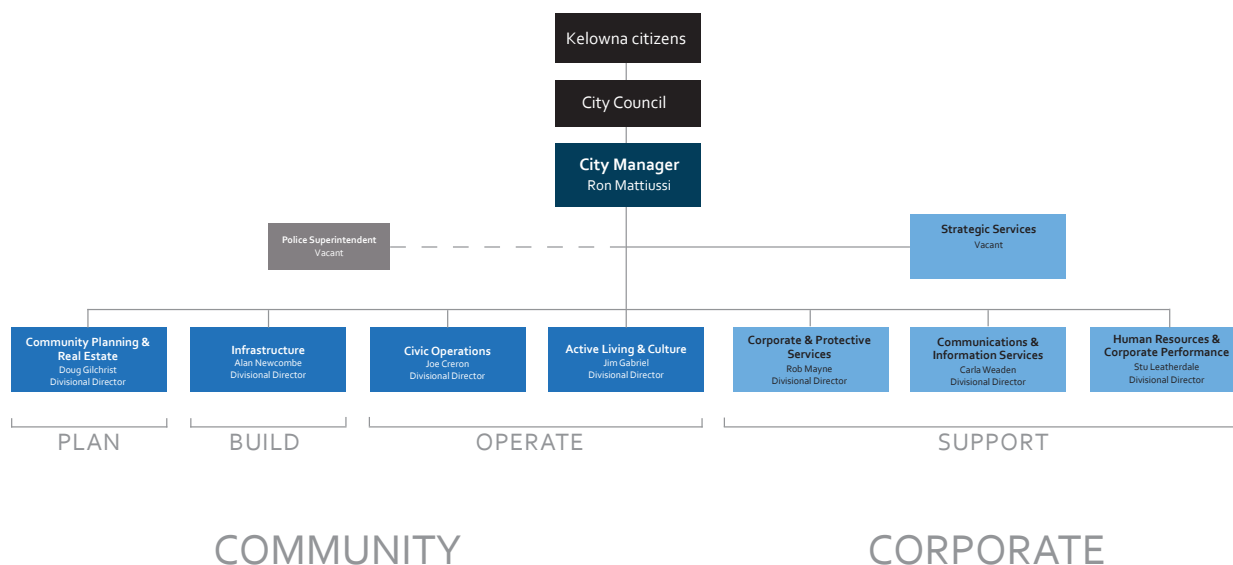 Kelowna citizens
City Council
City Manager
Ron Mattiussi
Police Superintendent
Vacant
Strategic Services
Vacant
Community Planning &
Real Estate
Doug Gilchrist
Divisional Director
Infrastructure
Alan Newcombe
Divisional Director
Civic Operations
Joe Creron
Divisional Director
Active Living & Culture
Jim Gabriel
Divisional Director
Corporate & Protective
Services
Rob Mayne
Divisional Director
Communications &
Information Services
Carla Weaden
Divisional Director
Human Resources &
Corporate Performance
Stu Leatherdale
Divisional Director
PLAN
BUILD
OPERATE
SUPPORT
COMMUNITY
CORPORATE